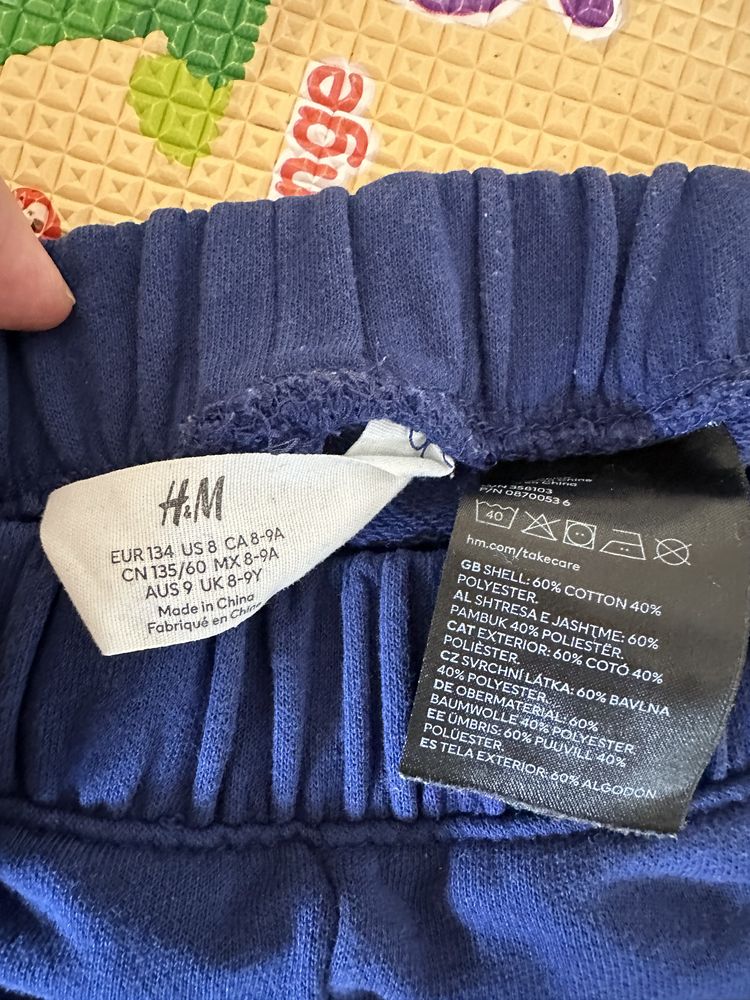 nge
H&M
EUR 134 US 8 CA 8-9A
CN 135/60 MX 8-9A
AUS 9 UK 8-9Y
Made in China
Fabriqué en Chine
358103
P/N 0870053 6
40
hm.com/takecare
GB SHELL: 60% COTTON 40%
POLYESTER.
AL SHTRESA E JASHTME: 60%
PAMBUK 40% POLIESTËR.
CAT EXTERIOR: 60% COTÓ 40%
POLIÈSTER.
CZ SVRCHNÍ LÁTKA: 60% BAVLNA
40% POLYESTER.
DE OBERMATERIAL: 60%
BAUMWOLLE 40% POLYESTER.
EE ÜMBRIS: 60% PUUVILL 40%
POLÜESTER.
ES TELA EXTERIOR: 60% ALGODÓN